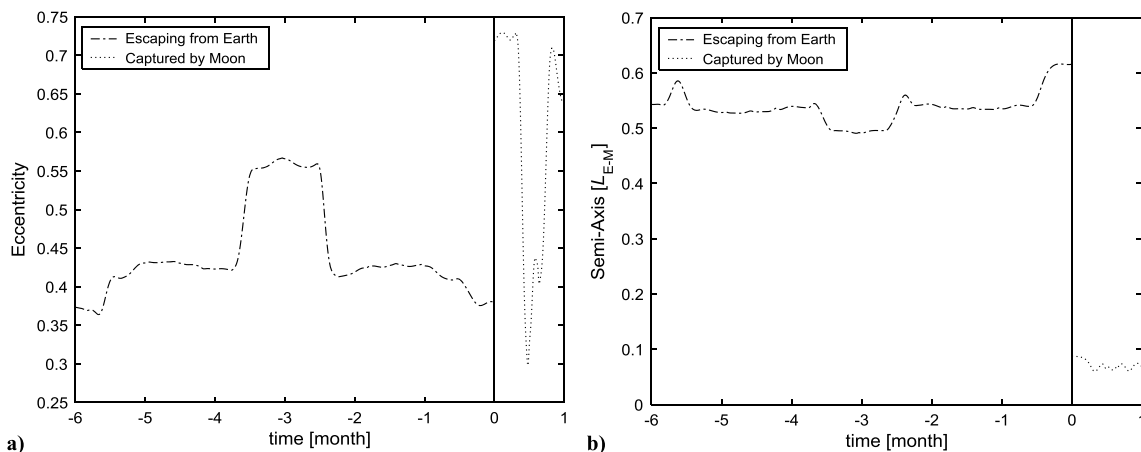 0.75
0.7
0.65
0.6
0.55
0.5
0.45
0.4
0.35
0.3
0.25
Eccentricity
Escaping from Earth
Captured by Moon
-6 -5 -4 -3 -2 -1 0 1
time [month]
a)
0.7
0.6
0.5
0.4
0.3
0.2
0.1
0
Semi-Axis [L_E-M]
Escaping from Earth
Captured by Moon
-6 -5 -4 -3 -2 -1 0 1
time [month]
b)